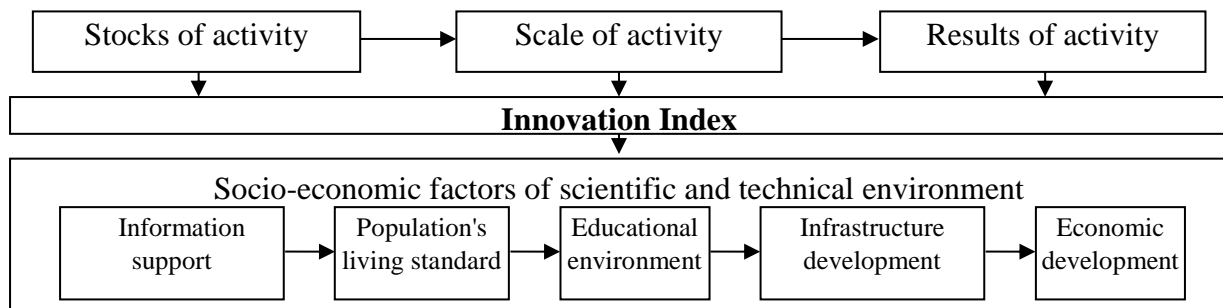 Stocks of activity
Scale of activity
Results of activity
Innovation Index
Socio-economic factors of scientific and technical environment
Information
support
Population's
living standard
Educational
environment
Infrastructure
development
Economic
development